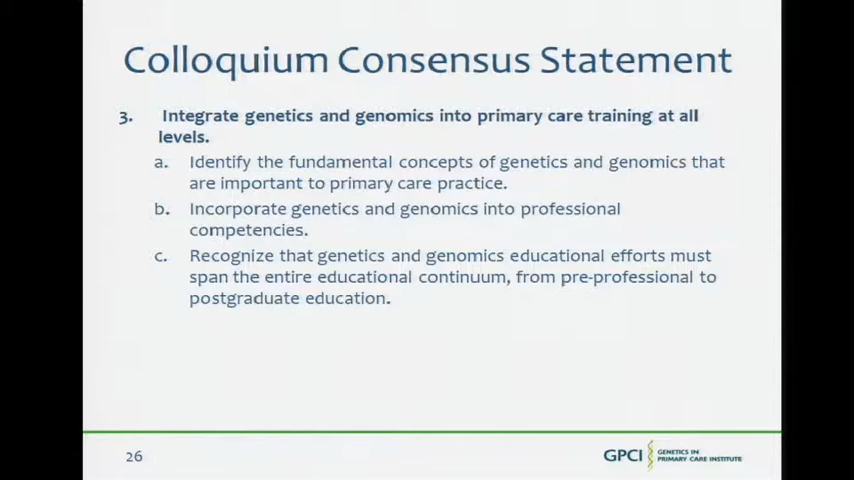 Colloquium Consensus Statement
3. Integrate genetics and genomics into primary care training at all
levels.
a. Identify the fundamental concepts of genetics and genomics that
are important to primary care practice.
b. Incorporate genetics and genomics into professional
competencies.
c. Recognize that genetics and genomics educational efforts must
span the entire educational continuum, from pre-professional to
postgraduate education.
26
GPCI
GENETICS IN
PRIMARY CARE INSTITUTE